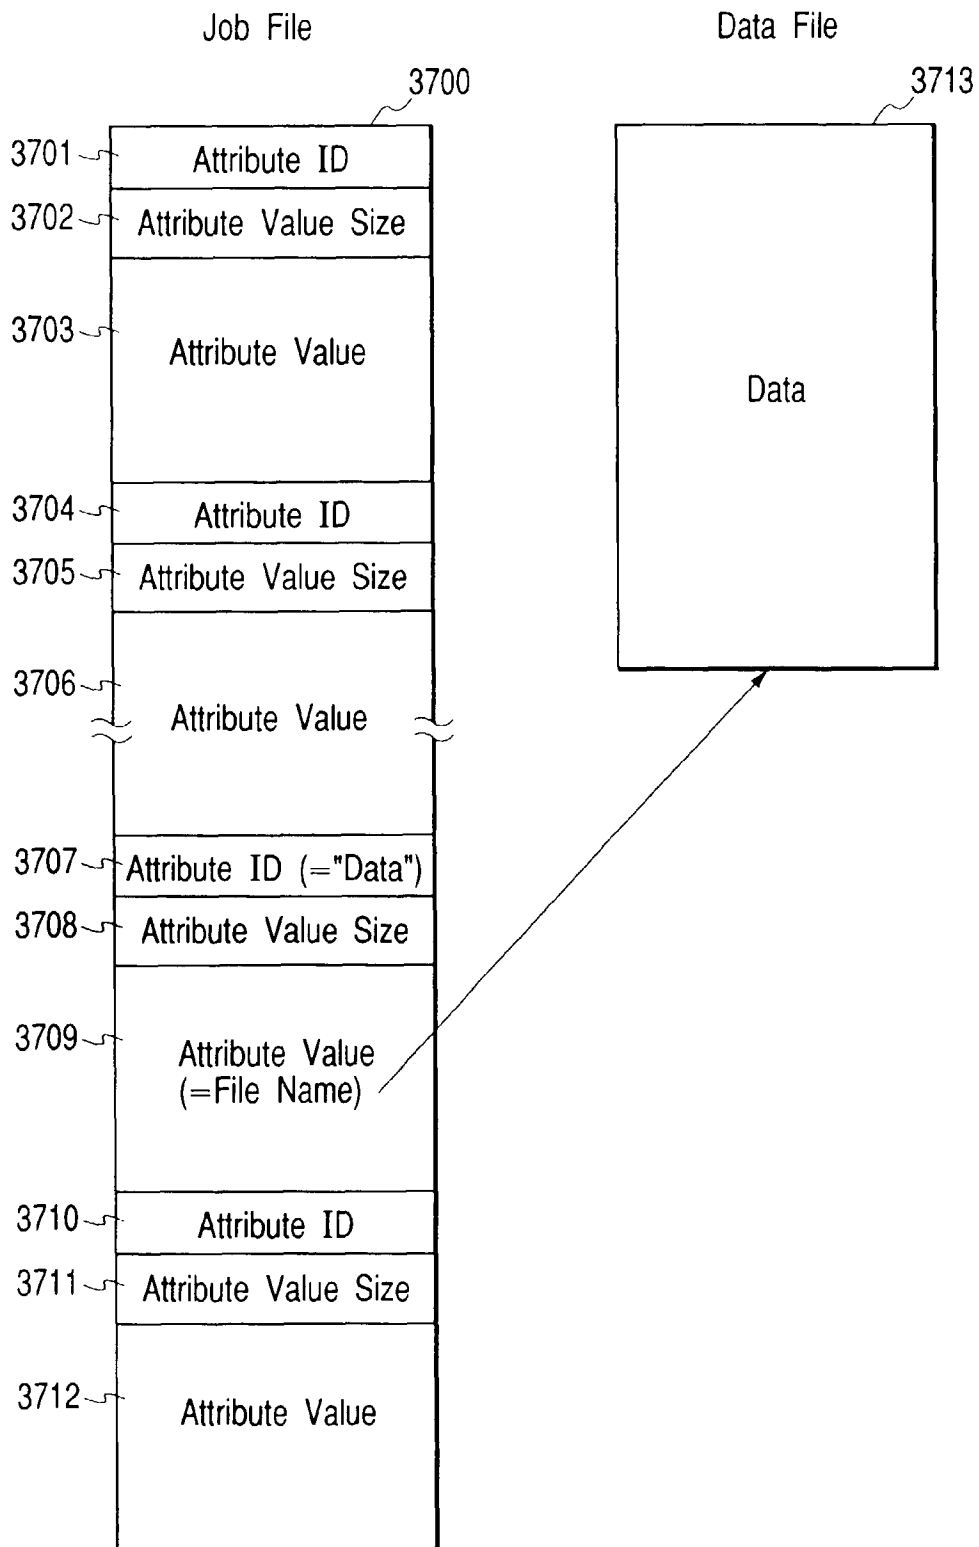 Job File
Data File
3700
3713
3701
Attribute ID
3702
Attribute Value Size
3703
Attribute Value
Data
3704
Attribute ID
3705
Attribute Value Size
3706
Attribute Value
3707
Attribute ID (="Data")
3708
Attribute Value Size
3709
Attribute Value
(=File Name)
3710
Attribute ID
3711
Attribute Value Size
3712
Attribute Value